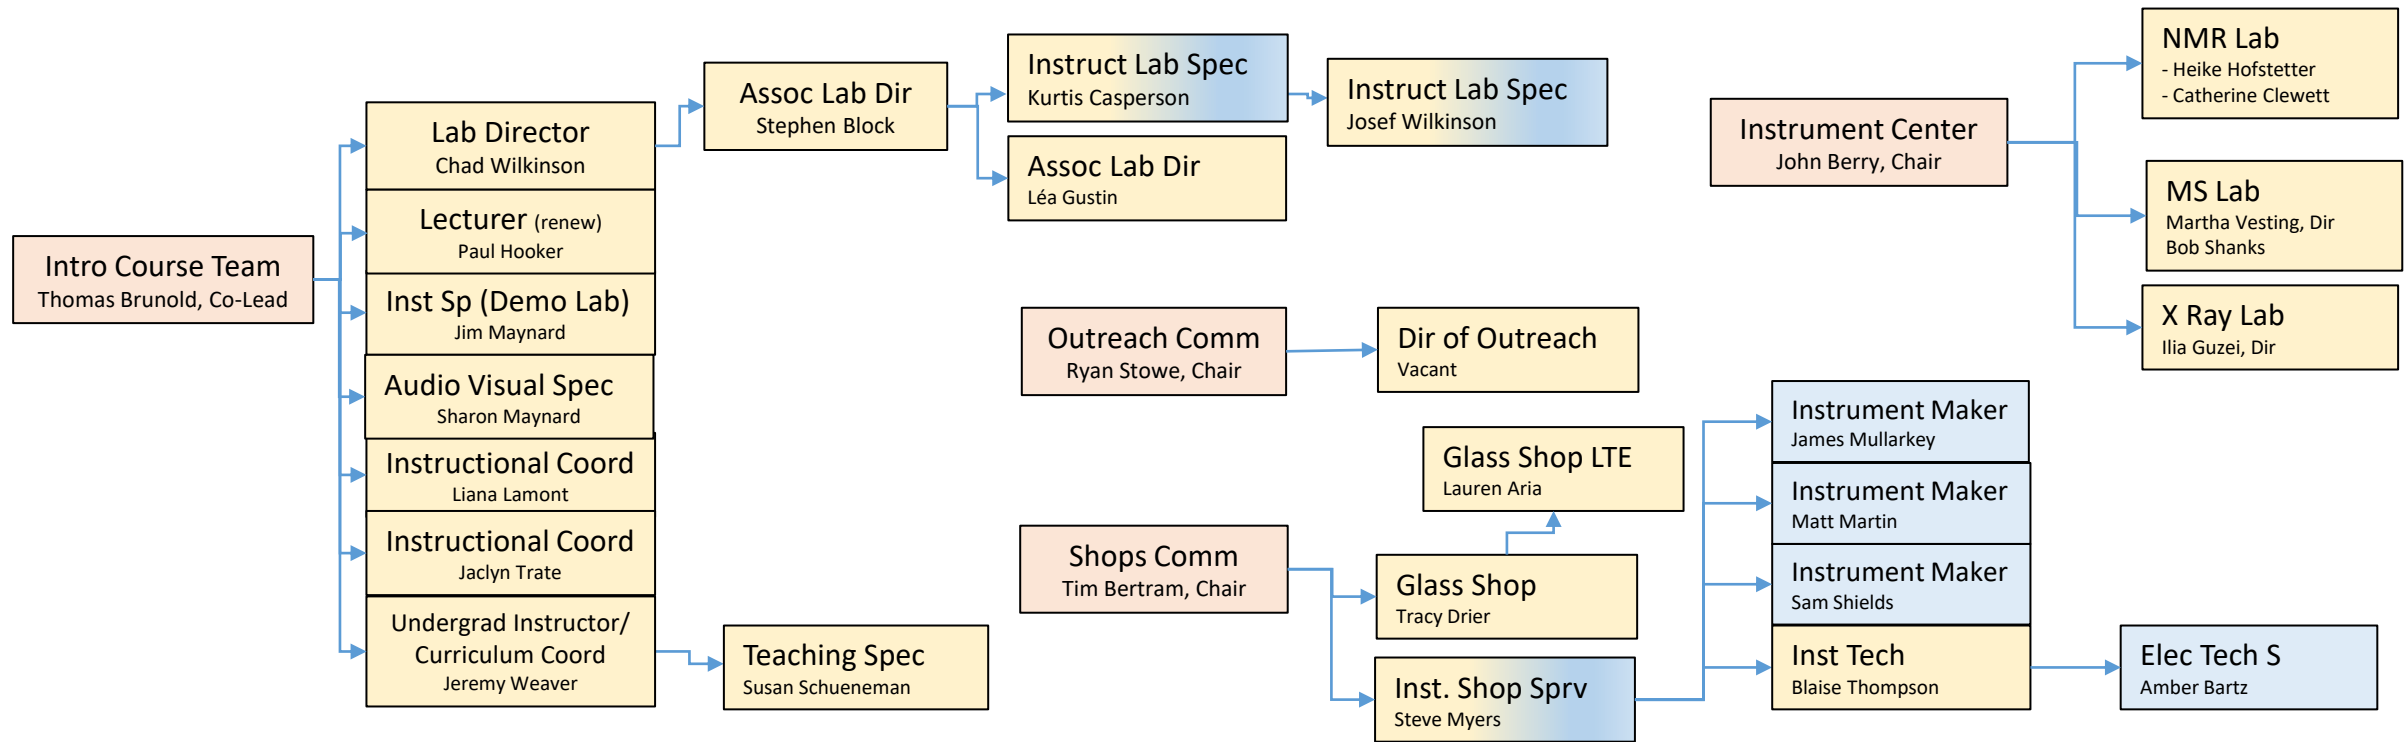 Intro Course Team
Thomas Brunold, Co-Lead
Lab Director
Chad Wilkinson
Lecturer (renew)
Paul Hooker
Inst Sp (Demo Lab)
Jim Maynard
Audio Visual Spec
Sharon Maynard
Instructional Coord
Liana Lamont
Instructional Coord
Jaclyn Trate
Undergrad Instructor/
Curriculum Coord
Jeremy Weaver
Teaching Spec
Susan Schueneman
Assoc Lab Dir
Stephen Block
Instruct Lab Spec
Kurtis Casperson
Assoc Lab Dir
Léa Gustin
Instruct Lab Spec
Josef Wilkinson
Outreach Comm
Ryan Stowe, Chair
Dir of Outreach
Vacant
Shops Comm
Tim Bertram, Chair
Glass Shop LTE
Lauren Aria
Glass Shop
Tracy Drier
Inst. Shop Sprv
Steve Myers
Instrument Maker
James Mullarkey
Instrument Maker
Matt Martin
Instrument Maker
Sam Shields
Inst Tech
Blaise Thompson
Elec Tech S
Amber Bartz
Instrument Center
John Berry, Chair
NMR Lab
- Heike Hofstetter
- Catherine Clewett
MS Lab
Martha Vesting, Dir
Bob Shanks
X Ray Lab
Ilia Guzei, Dir